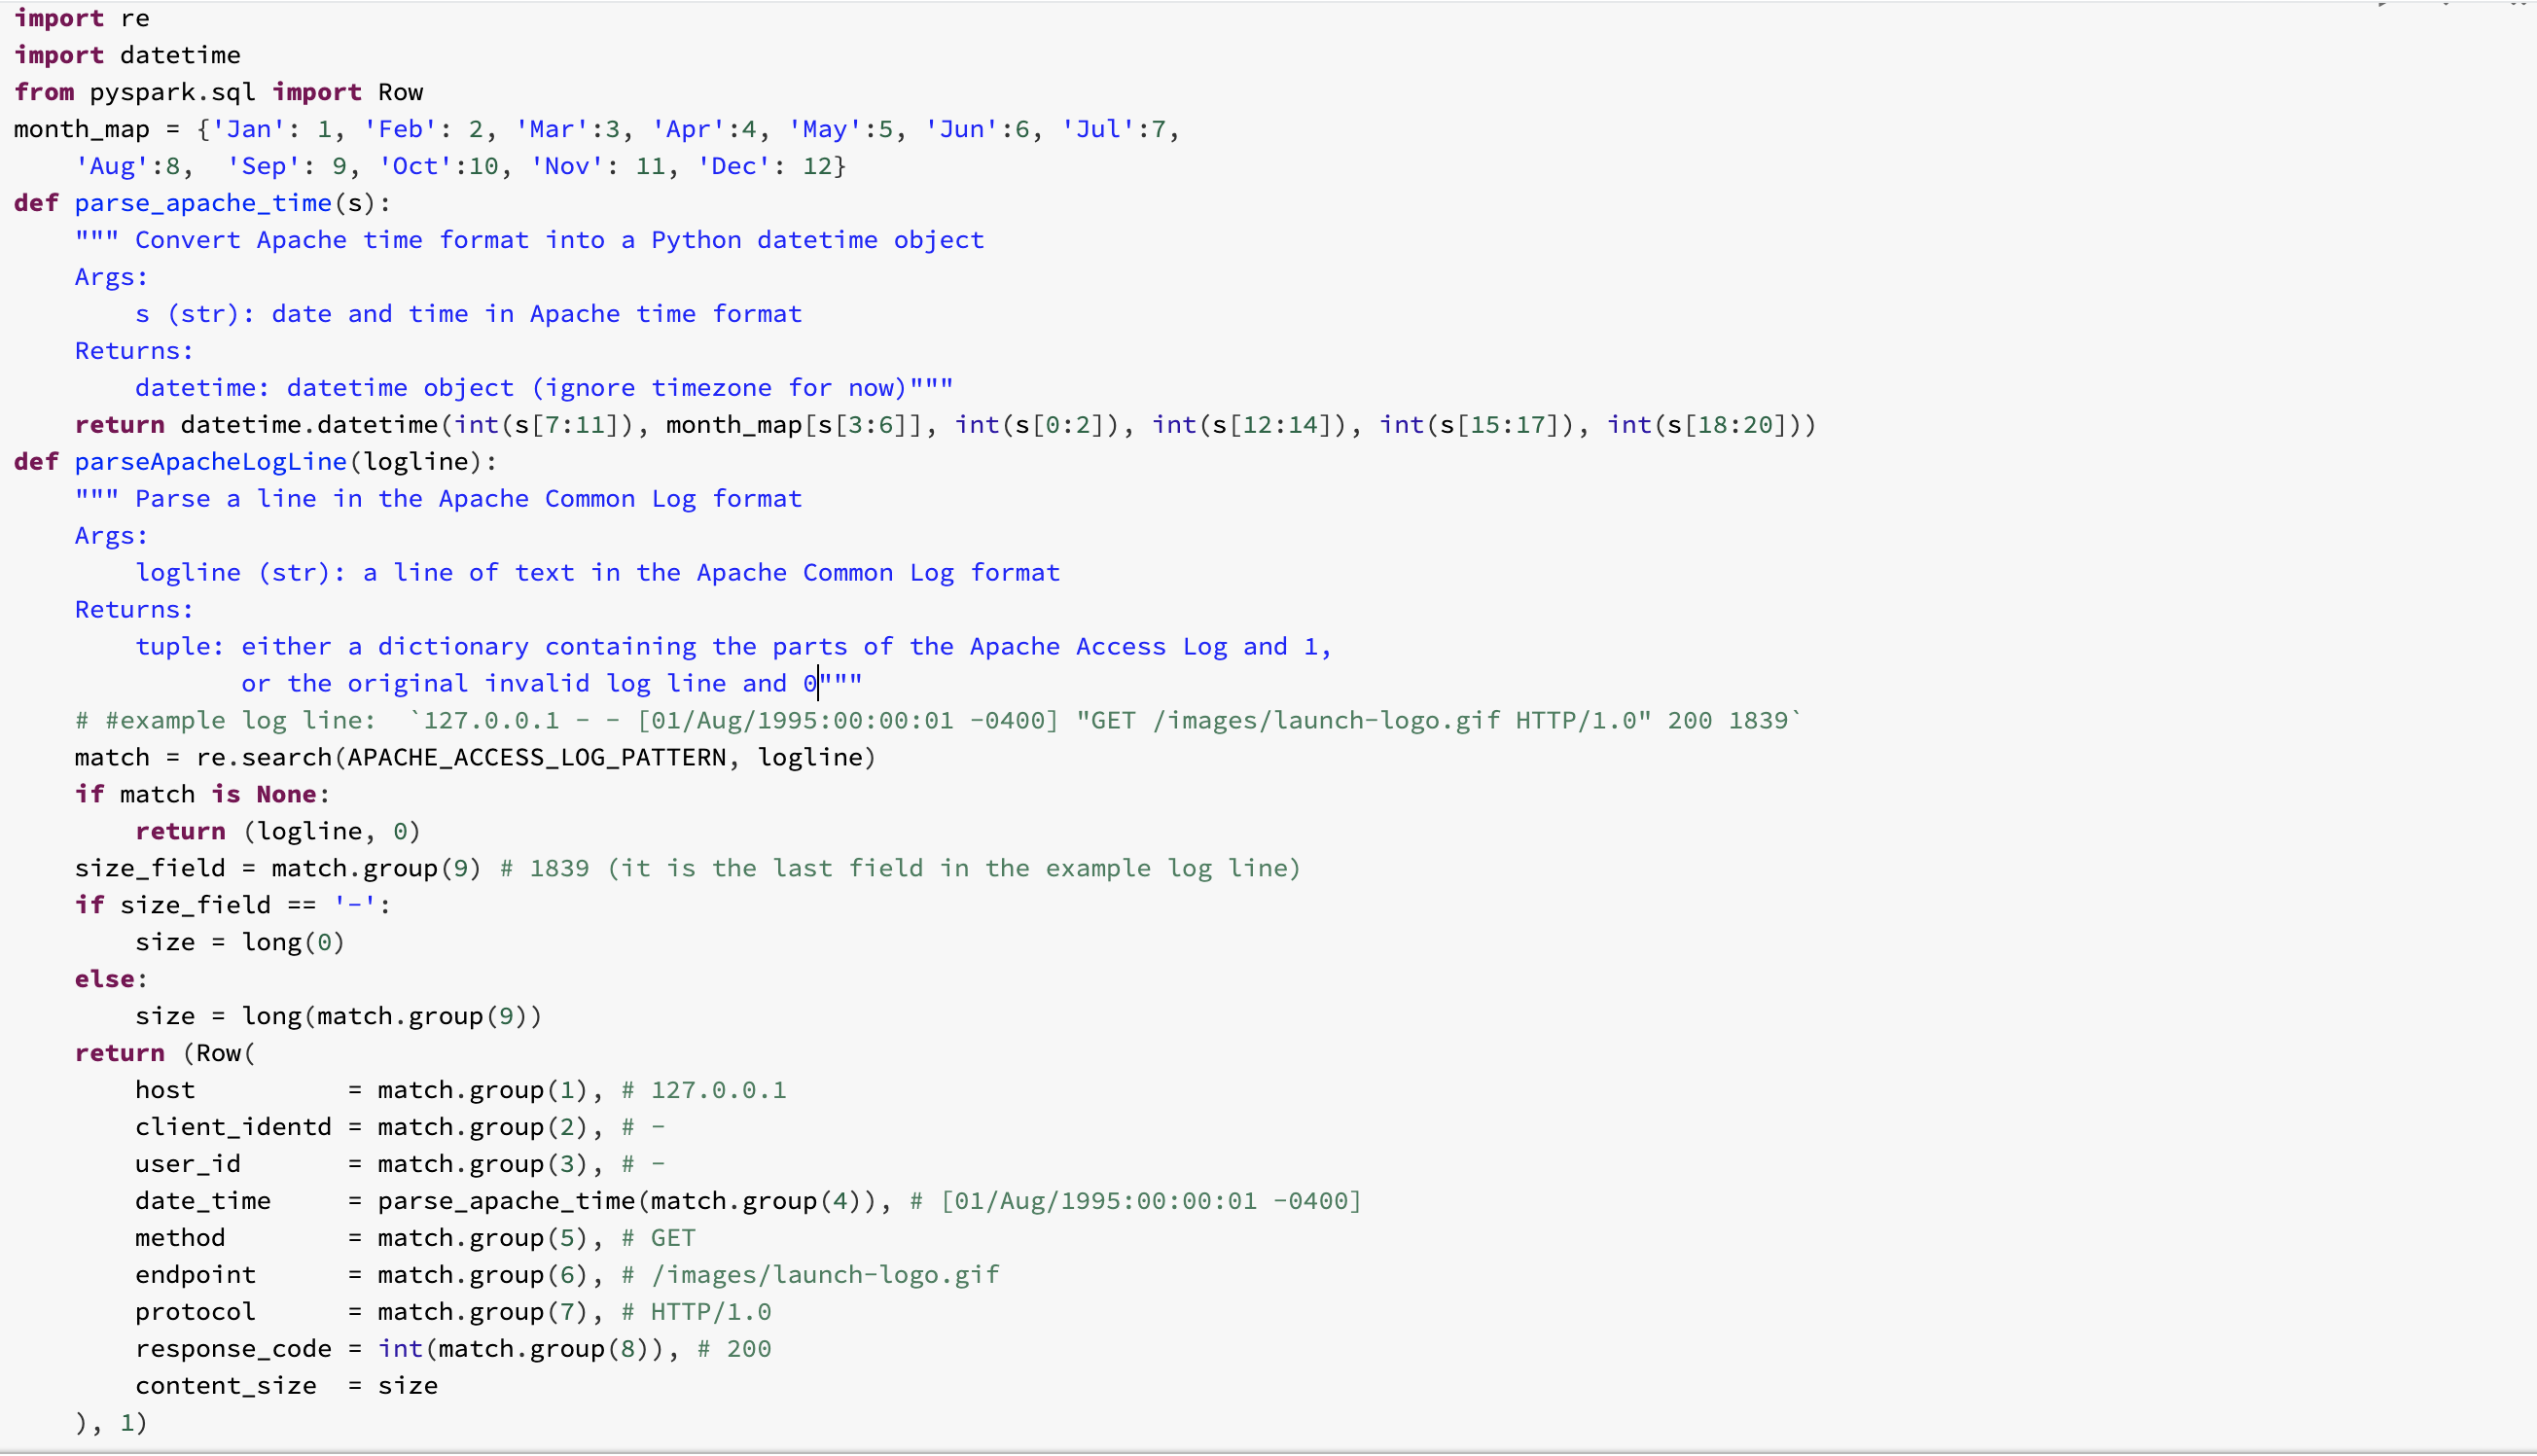 import re
import datetime
from pyspark.sql import Row
month_map = {'Jan': 1, 'Feb': 2, 'Mar':3, 'Apr':4, 'May':5, 'Jun':6, 'Jul':7,
    'Aug':8,  'Sep': 9, 'Oct':10, 'Nov': 11, 'Dec': 12}
def parse_apache_time(s):
    """ Convert Apache time format into a Python datetime object
    Args:
        s (str): date and time in Apache time format
    Returns:
        datetime: datetime object (ignore timezone for now)"""
    return datetime.datetime(int(s[7:11]), month_map[s[3:6]], int(s[0:2]), int(s[12:14]), int(s[15:17]), int(s[18:20]))
def parseApacheLogLine(logline):
    """ Parse a line in the Apache Common Log format
    Args:
        logline (str): a line of text in the Apache Common Log format
    Returns:
        tuple: either a dictionary containing the parts of the Apache Access Log and 1,
               or the original invalid log line and 0"""
    # #example log line:  `127.0.0.1 - - [01/Aug/1995:00:00:01 -0400] "GET /images/launch-logo.gif HTTP/1.0" 200 1839`
    match = re.search(APACHE_ACCESS_LOG_PATTERN, logline)
    if match is None:
        return (logline, 0)
    size_field = match.group(9) # 1839 (it is the last field in the example log line)
    if size_field == '-':
        size = long(0)
    else:
        size = long(match.group(9))
    return (Row(
        host          = match.group(1), # 127.0.0.1
        client_identd = match.group(2), # -
        user_id       = match.group(3), # -
        date_time     = parse_apache_time(match.group(4)), # [01/Aug/1995:00:00:01 -0400]
        method        = match.group(5), # GET
        endpoint      = match.group(6), # /images/launch-logo.gif
        protocol      = match.group(7), # HTTP/1.0
        response_code = int(match.group(8)), # 200
        content_size  = size
    ), 1)